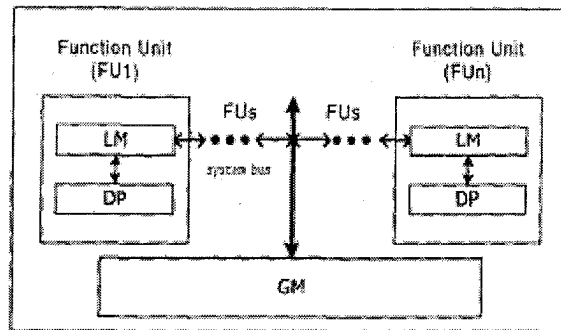 Function Unit
(FU1)
Function Unit
(FUn)
FUs
FUs
LM
LM
system bus
DP
DP
GM